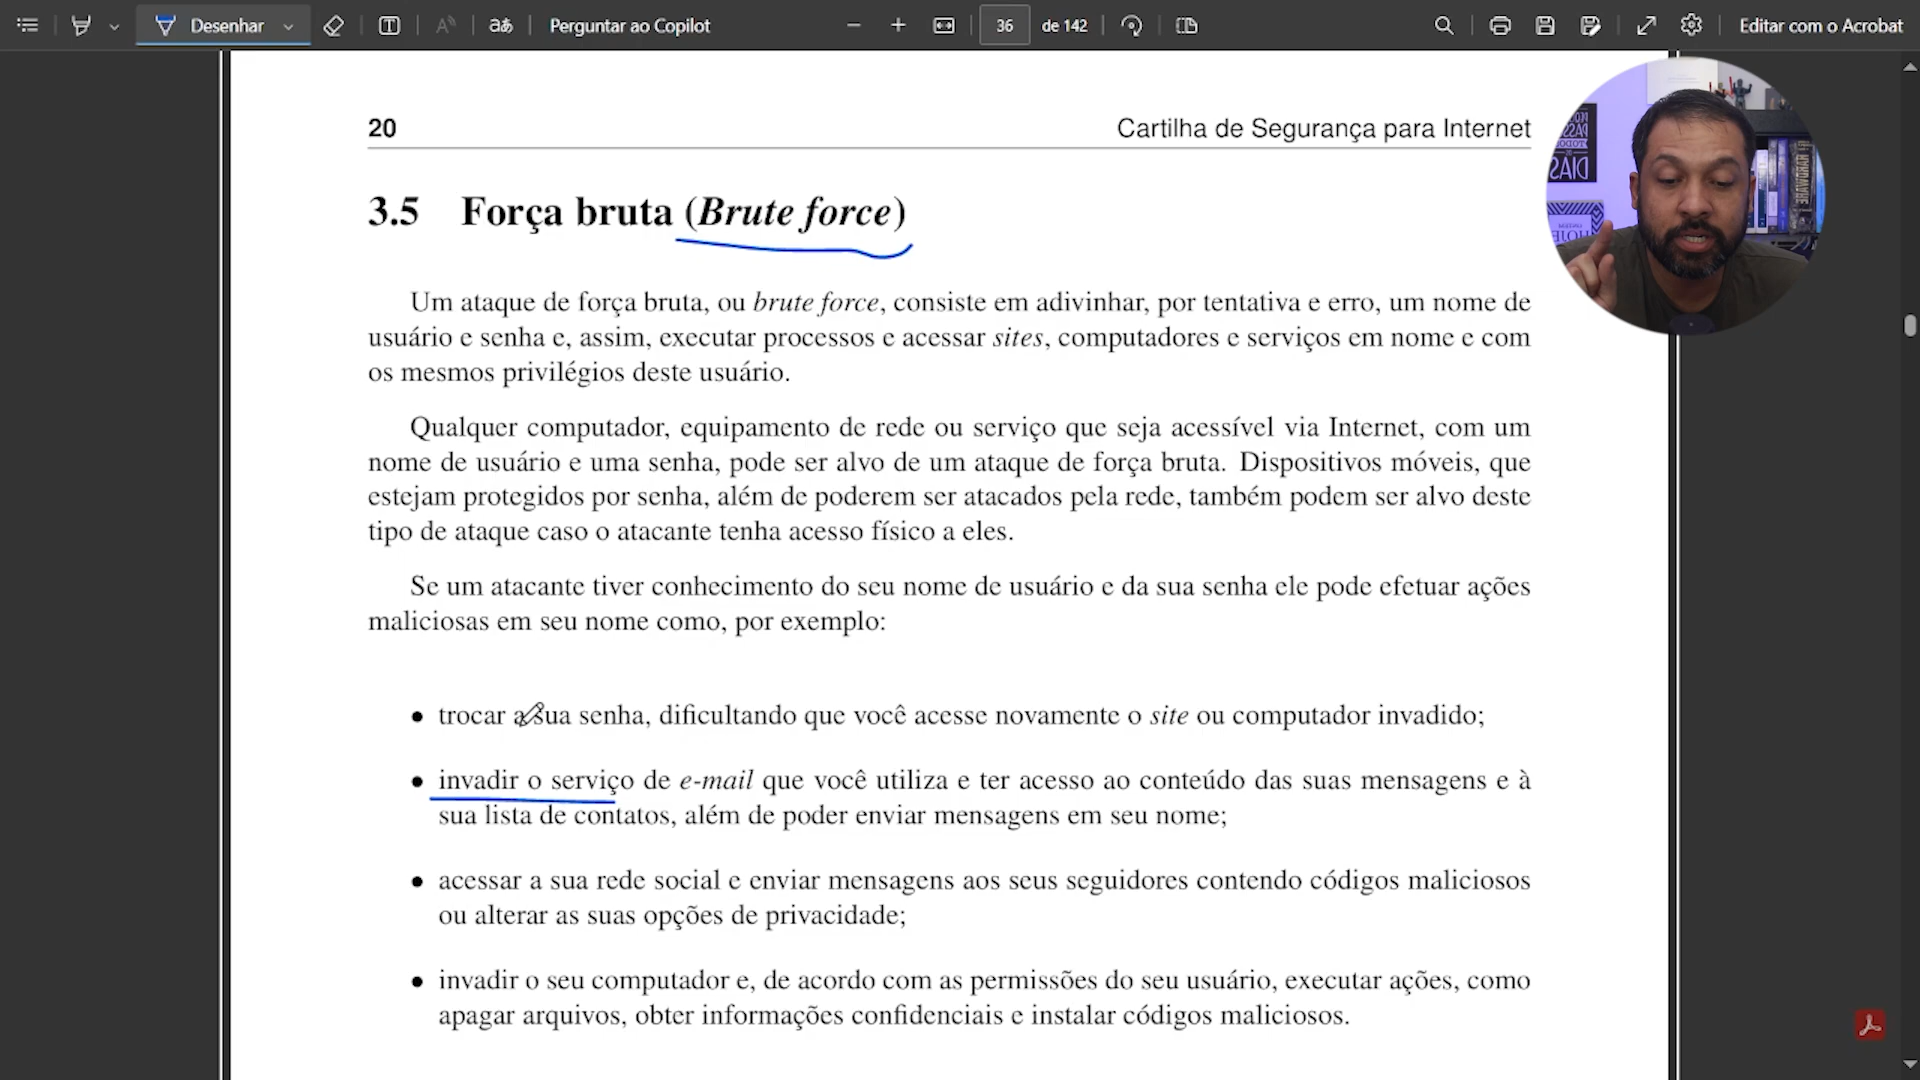 Desenhar
aあ
Perguntar ao Copilot
36
de 142
Editar com o Acrobat
20
Cartilha de Segurança para Internet
3.5 Força bruta (Brute force)
Um ataque de força bruta, ou brute force, consiste em adivinhar, por tentativa e erro, um nome de
usuário e senha e, assim, executar processos e acessar sites, computadores e serviços em nome e com
os mesmos privilégios deste usuário.
Qualquer computador, equipamento de rede ou serviço que seja acessível via Internet, com um
nome de usuário e uma senha, pode ser alvo de um ataque de força bruta. Dispositivos móveis, que
estejam protegidos por senha, além de poderem ser atacados pela rede, também podem ser alvo deste
tipo de ataque caso o atacante tenha acesso físico a eles.
Se um atacante tiver conhecimento do seu nome de usuário e da sua senha ele pode efetuar ações
maliciosas em seu nome como, por exemplo:
• trocar a sua senha, dificultando que você acesse novamente o site ou computador invadido;
• invadir o serviço de e-mail que você utiliza e ter acesso ao conteúdo das suas mensagens e à
sua lista de contatos, além de poder enviar mensagens em seu nome;
• acessar a sua rede social e enviar mensagens aos seus seguidores contendo códigos maliciosos
ou alterar as suas opções de privacidade;
• invadir o seu computador e, de acordo com as permissões do seu usuário, executar ações, como
apagar arquivos, obter informações confidenciais e instalar códigos maliciosos.